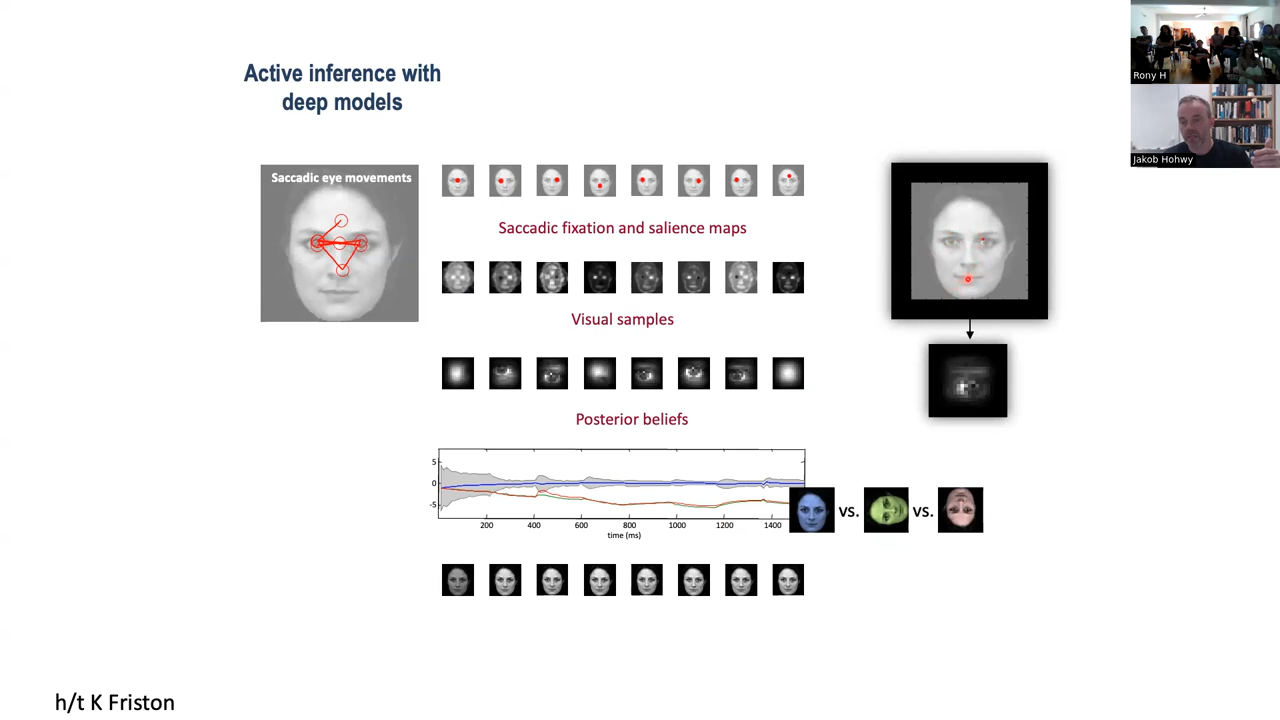 Active inference with
deep models
Rony H
Jakob Hohwy
Saccadic eye movements
Saccadic fixation and salience maps
Visual samples
Posterior beliefs
5
0
-5
200 400 600 800 1000 1200 1400
time (ms)
vs. vs.
h/t K Friston